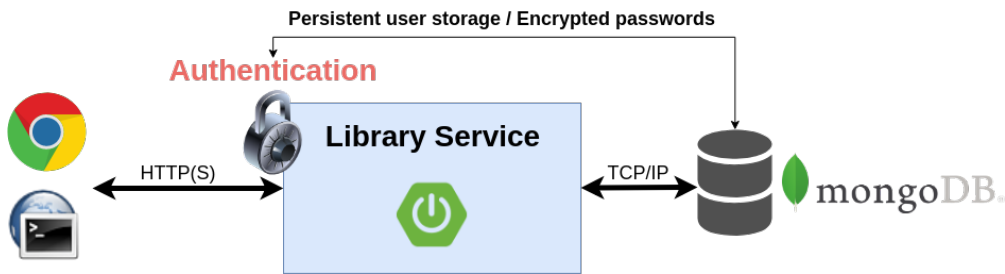 Persistent user storage / Encrypted passwords
Authentication
Library Service
HTTP(S)
TCP/IP
mongoDB
>_